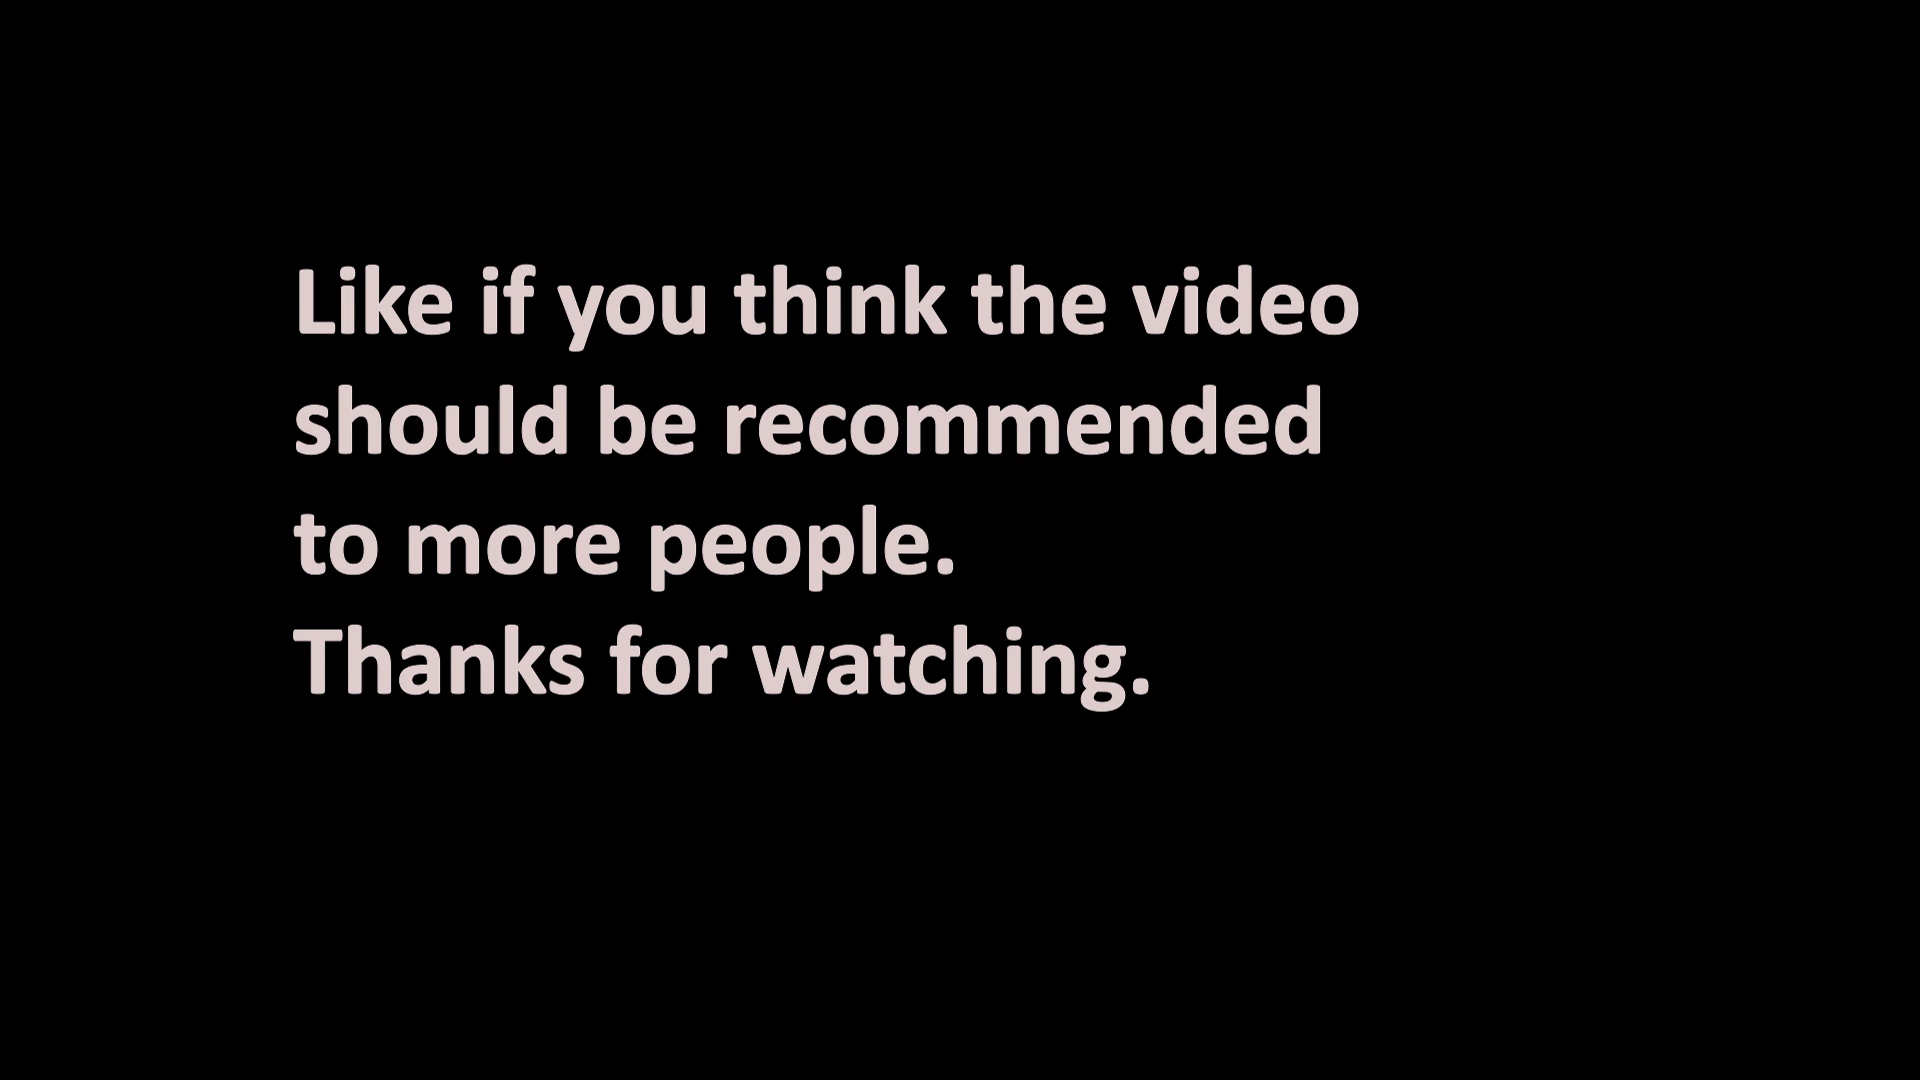 Like if you think the video
should be recommended
to more people.
Thanks for watching.